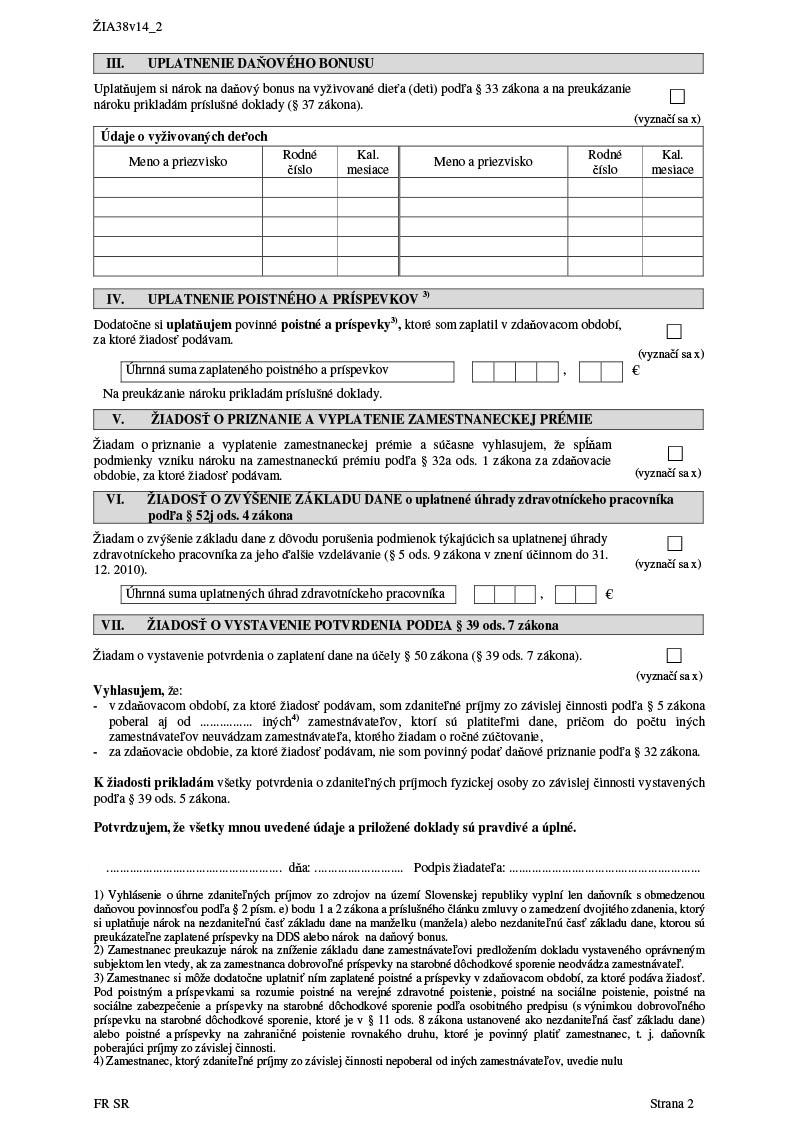 ŽIA38v14_2
III. UPLATNENIE DAŇOVÉHO BONUSU
Uplatňujem si nárok na daňový bonus na vyživované dieťa (deti) podľa § 33 zákona a na preukázanie
nároku prikladám príslušné doklady (§ 37 zákona).
(vyznačí sa x)
Údaje o vyživovaných deťoch
Meno a priezvisko Rodné číslo Kal. mesiace Meno a priezvisko Rodné číslo Kal. mesiace
IV. UPLATNENIE POISTNÉHO A PRÍSPEVKOV 3)
Dodatočne si uplatňujem povinné poistné a príspevky3), ktoré som zaplatil v zdaňovacom období,
za ktoré žiadosť podávam.
(vyznačí sa x)
Úhrnná suma zaplateného poistného a príspevkov , €
Na preukázanie nároku prikladám príslušné doklady.
V. ŽIADOSŤ O PRIZNANIE A VYPLATENIE ZAMESTNANECKEJ PRÉMIE
Žiadam o priznanie a vyplatenie zamestnaneckej prémie a súčasne vyhlasujem, že spĺňam
podmienky vzniku nároku na zamestnaneckú prémiu podľa § 32a ods. 1 zákona za zdaňovacie
obdobie, za ktoré žiadosť podávam.
(vyznačí sa x)
VI. ŽIADOSŤ O ZVÝŠENIE ZÁKLADU DANE o uplatnené úhrady zdravotníckeho pracovníka
podľa § 52j ods. 4 zákona
Žiadam o zvýšenie základu dane z dôvodu porušenia podmienok týkajúcich sa uplatnenej úhrady
zdravotníckeho pracovníka za jeho ďalšie vzdelávanie (§ 5 ods. 9 zákona v znení účinnom do 31.
12. 2010).
(vyznačí sa x)
Úhrnná suma uplatnených úhrad zdravotníckeho pracovníka , €
VII. ŽIADOSŤ O VYSTAVENIE POTVRDENIA PODĽA § 39 ods. 7 zákona
Žiadam o vystavenie potvrdenia o zaplatení dane na účely § 50 zákona (§ 39 ods. 7 zákona).
(vyznačí sa x)
Vyhlasujem, že:
- v zdaňovacom období, za ktoré žiadosť podávam, som zdaniteľné príjmy zo závislej činnosti podľa § 5 zákona
poberal aj od ................ iných4) zamestnávateľov, ktorí sú platiteľmi dane, pričom do počtu iných
zamestnávateľov neuvádzam zamestnávateľa, ktorého žiadam o ročné zúčtovanie,
- za zdaňovacie obdobie, za ktoré žiadosť podávam, nie som povinný podať daňové priznanie podľa § 32 zákona.
K žiadosti prikladám všetky potvrdenia o zdaniteľných príjmoch fyzickej osoby zo závislej činnosti vystavených
podľa § 39 ods. 5 zákona.
Potvrdzujem, že všetky mnou uvedené údaje a priložené doklady sú pravdivé a úplné.
...................................................... dňa: ........................... Podpis žiadateľa: ...........................................................
1) Vyhlásenie o úhrne zdaniteľných príjmov zo zdrojov na území Slovenskej republiky vyplní len daňovník s obmedzenou
daňovou povinnosťou podľa § 2 písm. e) bodu 1 a 2 zákona a príslušného článku zmluvy o zamedzení dvojitého zdanenia, ktorý
si uplatňuje nárok na nezdaniteľnú časť základu dane na manželku (manžela) alebo nezdaniteľnú časť základu dane, ktorou sú
preukázateľne zaplatené príspevky na DDS alebo nárok na daňový bonus.
2) Zamestnanec preukazuje nárok na zníženie základu dane zamestnávateľovi predložením dokladu vystaveného oprávneným
subjektom len vtedy, ak za zamestnanca dobrovoľné príspevky na starobné dôchodkové sporenie neodvádza zamestnávateľ.
3) Zamestnanec si môže dodatočne uplatniť ním zaplatené poistné a príspevky v zdaňovacom období, za ktoré podáva žiadosť.
Pod poistným a príspevkami sa rozumie poistné na verejné zdravotné poistenie, poistné na sociálne poistenie, poistné na
sociálne zabezpečenie a príspevky na starobné dôchodkové sporenie podľa osobitného predpisu (s výnimkou dobrovoľného
príspevku na starobné dôchodkové sporenie, ktoré je v § 11 ods. 8 zákona ustanovené ako nezdaniteľná časť základu dane)
alebo poistné a príspevky na zahraničné poistenie rovnakého druhu, ktoré je povinný platiť zamestnanec, t. j. daňovník
poberajúci príjmy zo závislej činnosti.
4) Zamestnanec, ktorý zdaniteľné príjmy zo závislej činnosti nepoberal od iných zamestnávateľov, uvedie nulu
FR SR Strana 2